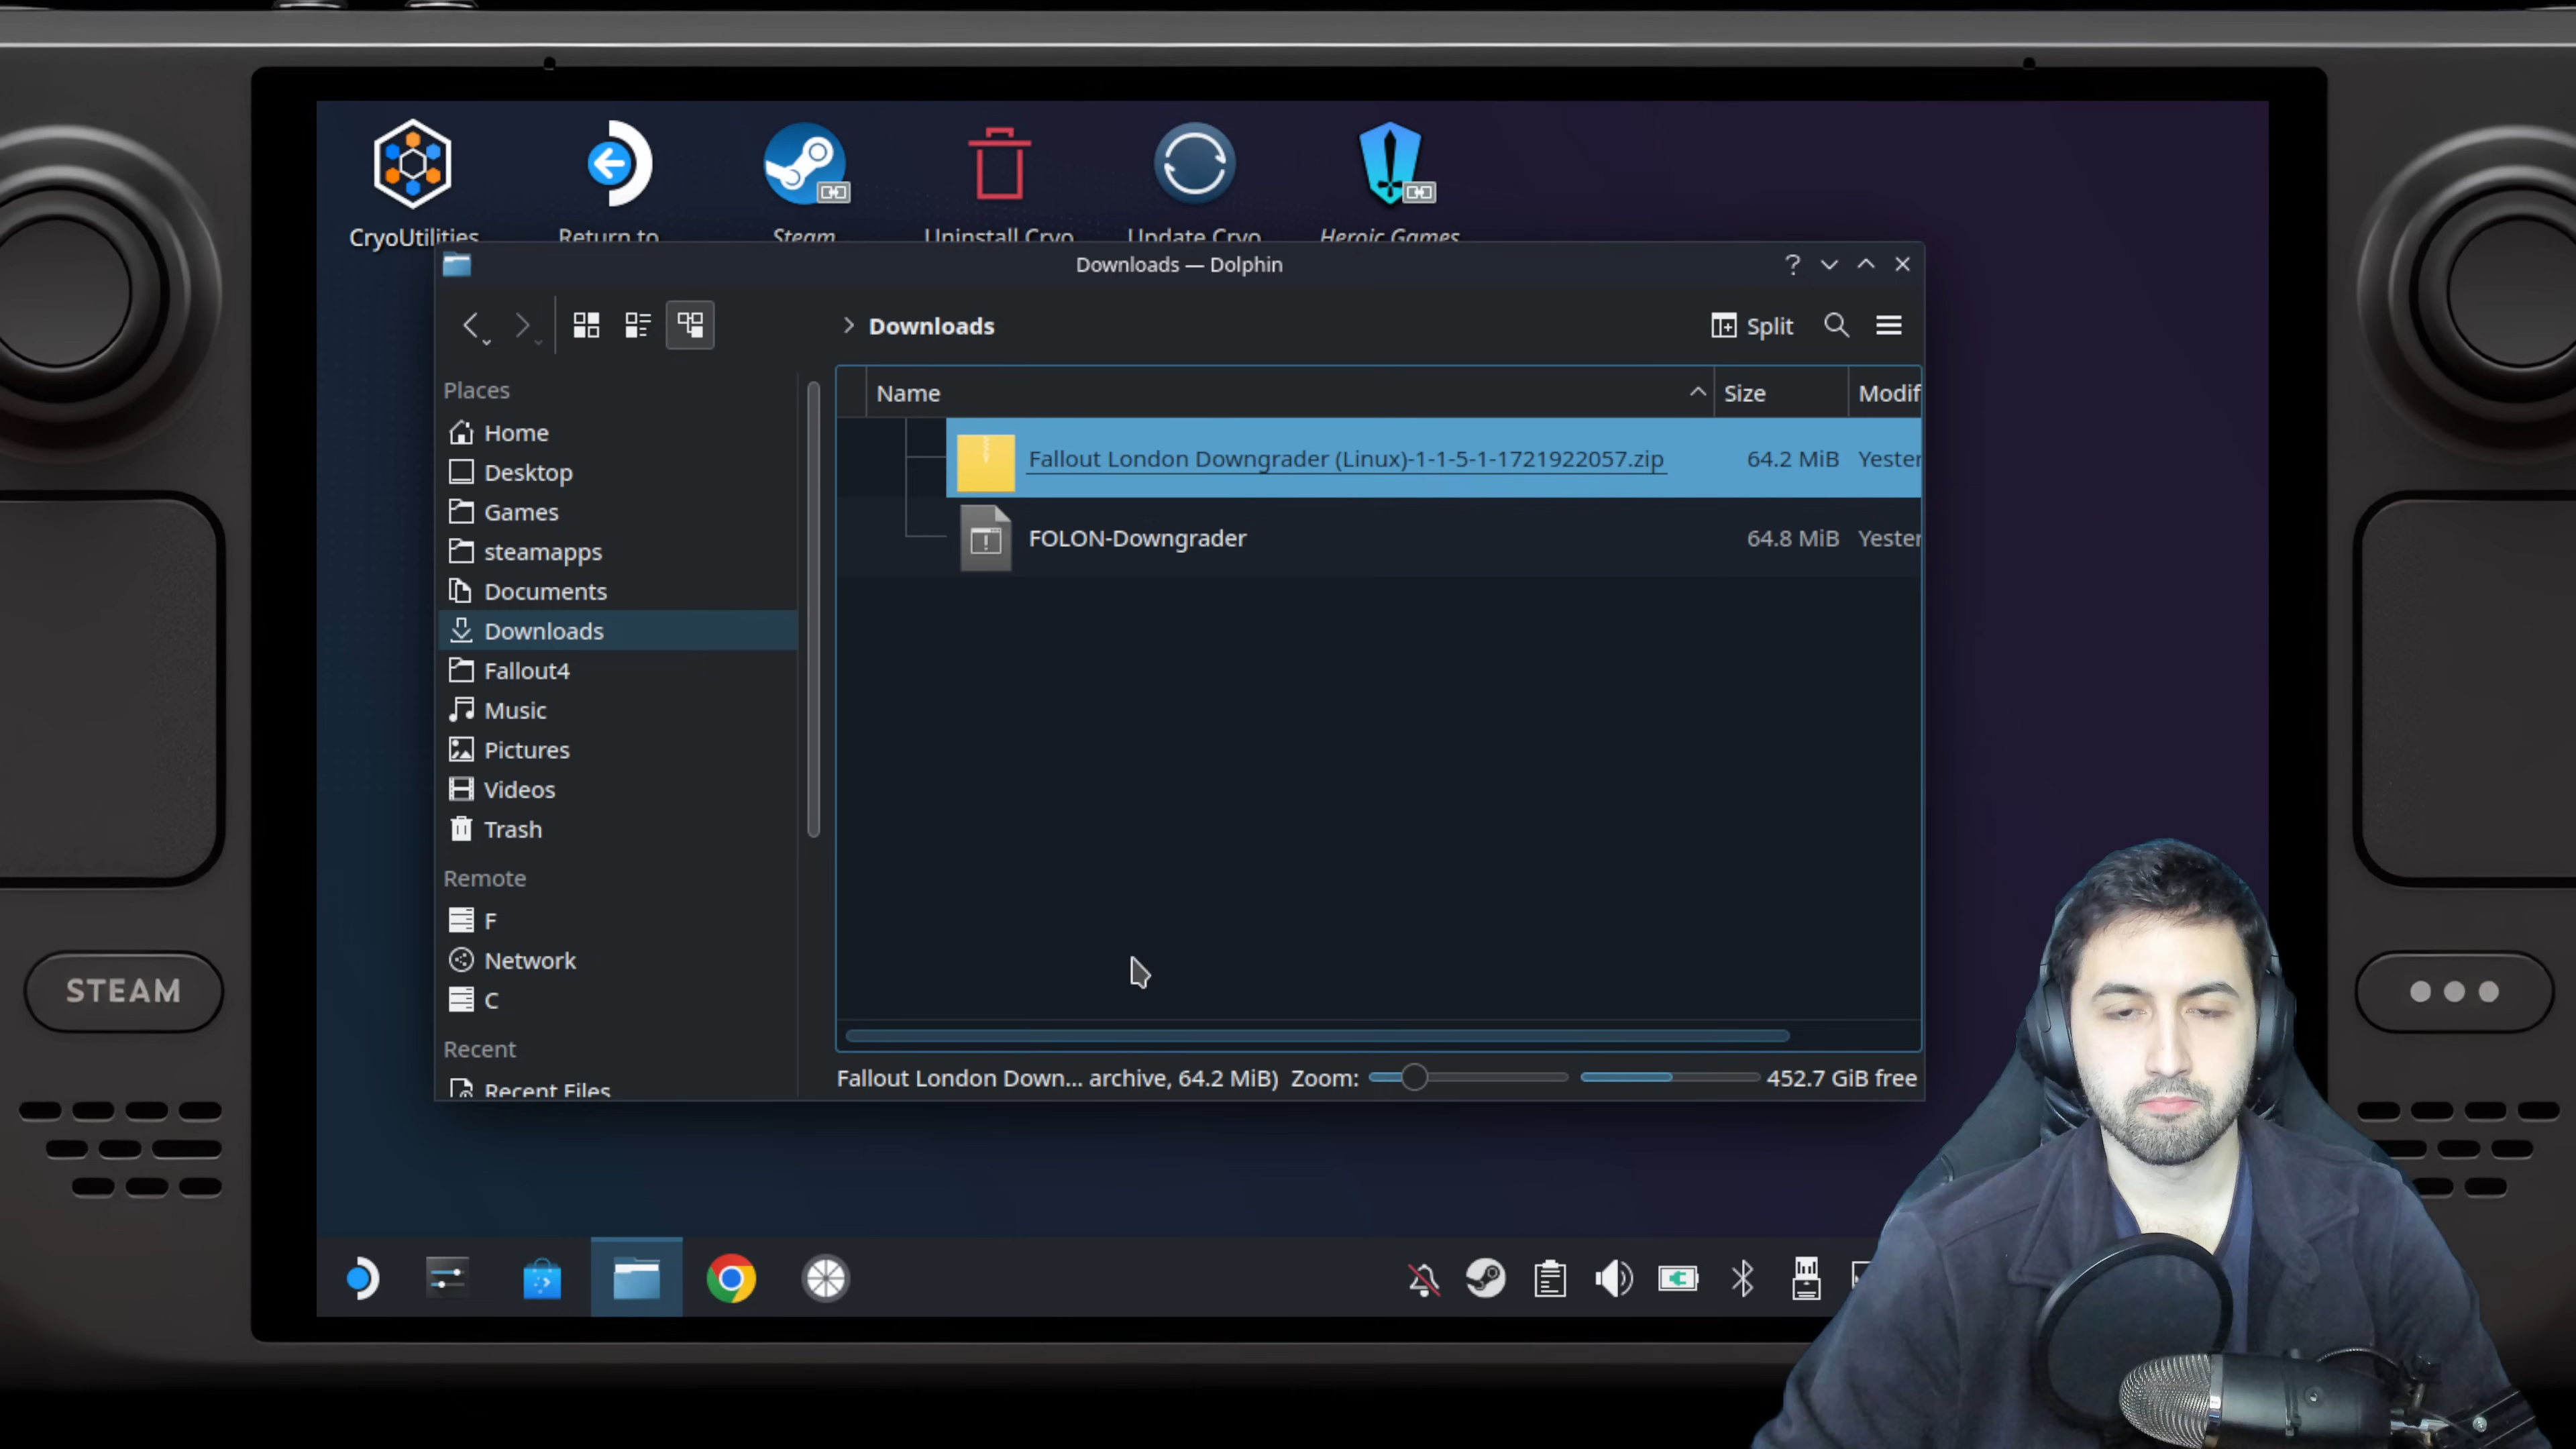 CryoUtilities
Return to
Steam
Uninstall Cryo
Update Cryo
Heroic Games
Downloads — Dolphin
?
Downloads
Split
Places
Home
Desktop
Games
steamapps
Documents
Downloads
Fallout4
Music
Pictures
Videos
Trash
Remote
F
Network
C
Recent
Recent Files
Name Size Modif
Fallout London Downgrader (Linux)-1-1-5-1-1721922057.zip 64.2 MiB Yester
FOLON-Downgrader 64.8 MiB Yester
Fallout London Down... archive, 64.2 MiB) Zoom: 452.7 GiB free
STEAM